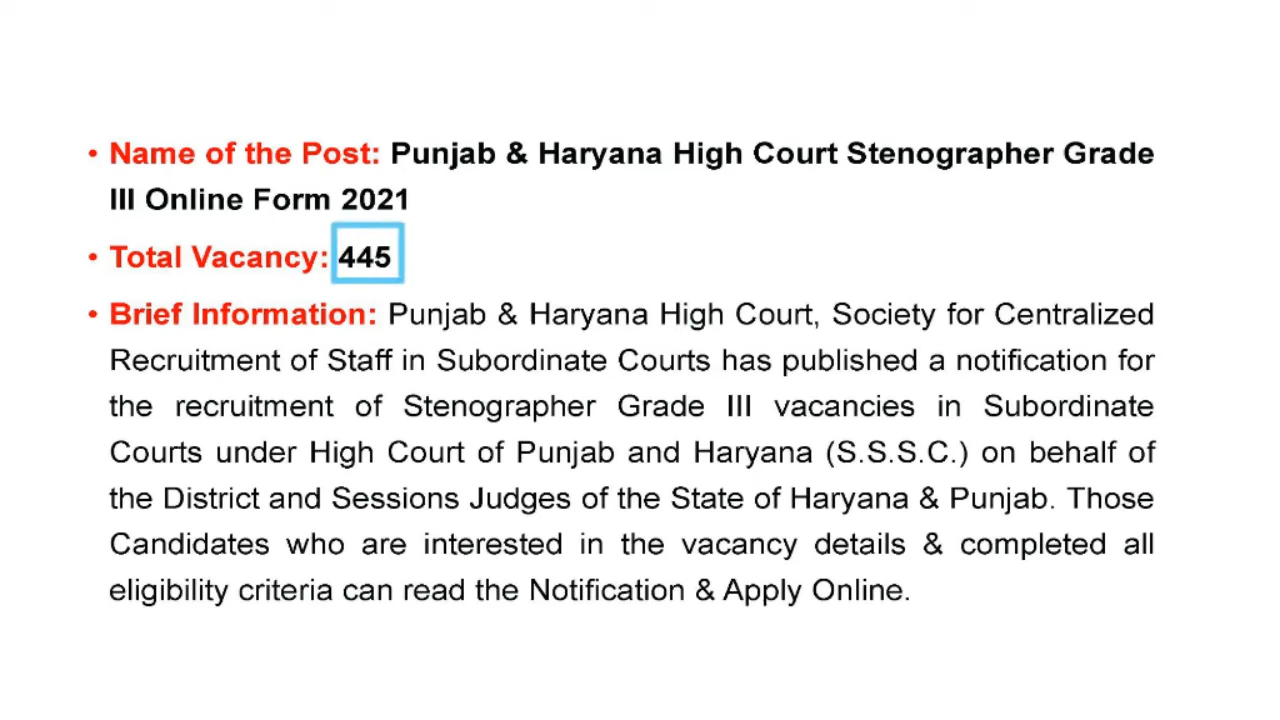 • Name of the Post: Punjab & Haryana High Court Stenographer Grade
III Online Form 2021
• Total Vacancy: 445
• Brief Information: Punjab & Haryana High Court, Society for Centralized
Recruitment of Staff in Subordinate Courts has published a notification for
the recruitment of Stenographer Grade III vacancies in Subordinate
Courts under High Court of Punjab and Haryana (S.S.S.C.) on behalf of
the District and Sessions Judges of the State of Haryana & Punjab. Those
Candidates who are interested in the vacancy details & completed all
eligibility criteria can read the Notification & Apply Online.